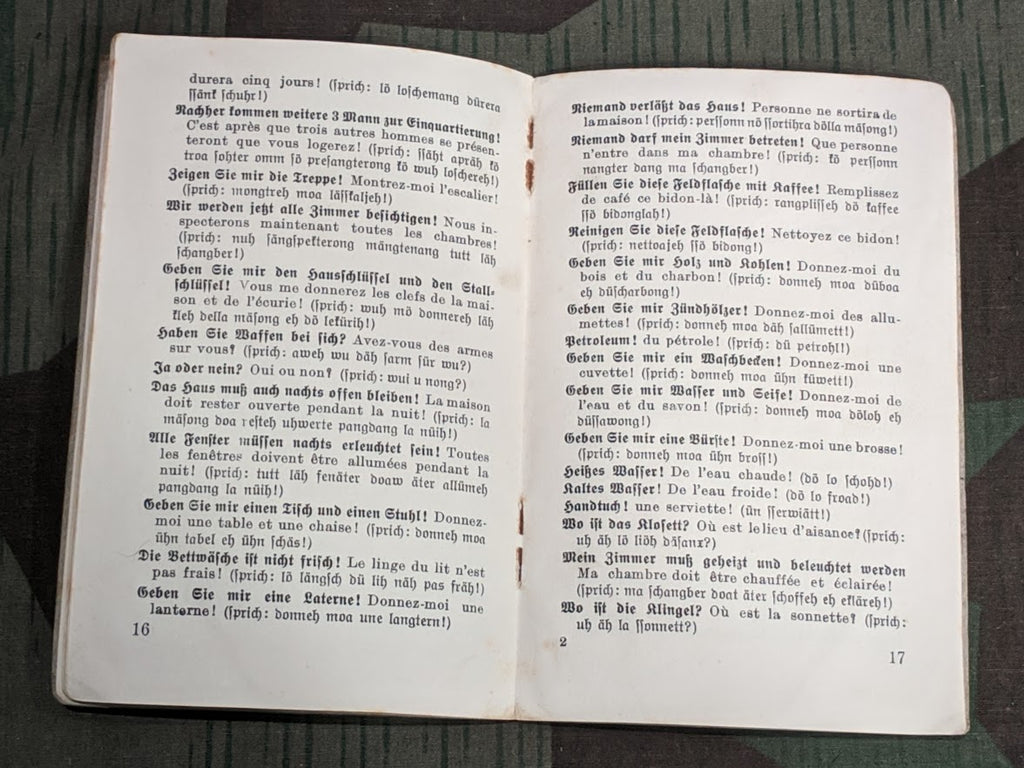 durera cinq jours! (ſprich: lö loſchemang dürera
ſſänk ſchuhr!)
Nachher kommen weitere 3 Mann zur Einquartierung!
C'est après que trois autres hommes se présen-
teront que vous logerez! (ſprich: ſſäht apräh kö
troa ſohter omm ſö preſangterong kö wuh loſchereh!)
Zeigen Sie mir die Treppe! Montrez-moi l'escalier!
(ſprich: mongtreh moa läſſkaljeh!)
Wir werden jetzt alle Zimmer beſichtigen! Nous in-
specterons maintenant toutes les chambres!
(ſprich: nuh ſängſpekterong mängtenang tutt läh
ſchangber!)
Geben Sie mir den Hausſchlüſſel und den Stall-
ſchlüſſel! Vous me donnerez les clefs de la mai-
son et de l'écurie! (ſprich: wuh mö donnereh läh
kleh della mäſong eh dö lekürih!)
Haben Sie Waffen bei ſich? Avez-vous des armes
sur vous? (ſprich: aweh wu däh ſarm ſür wu?)
Ja oder nein? Oui ou non? (ſprich: wui u nong?)
Das Haus muß auch nachts offen bleiben! La maison
doit rester ouverte pendant la nuit! (ſprich: la
mäſong doa reſteh uhwerte pangdang la nüih!)
Alle Fenſter müſſen nachts erleuchtet ſein! Toutes
les fenêtres doivent être allumées pendant la
nuit! (ſprich: tutt läh fenäter doaw äter allümeh
pangdang la nüih!)
Geben Sie mir einen Tiſch und einen Stuhl! Donnez-
moi une table et une chaise! (ſprich: donneh moa
ühn tabel eh ühn ſchäs!)
Die Bettwäſche iſt nicht friſch! Le linge du lit n'est
pas frais! (ſprich: lö längſch dü lih näh pas fräh!)
Geben Sie mir eine Laterne! Donnez-moi une
lanterne! (ſprich: donneh moa une langtern!)
16
Niemand verläßt das Haus! Personne ne sortira de
lamaison! (ſprich: perſſonn nö ſſortihra dölla mäſong!)
Niemand darf mein Zimmer betreten! Que personne
n'entre dans ma chambre! (ſprich: kö perſſonn
nangter dang ma ſchangber!)
Füllen Sie dieſe Feldflaſche mit Kaffee! Remplissez
de café ce bidon-là! (ſprich: rangpliſſeh dö kaffee
ſſö bidonglah!)
Reinigen Sie dieſe Feldflaſche! Nettoyez ce bidon!
(ſprich: nettoajeh ſſö bidong!)
Geben Sie mir Holz und Kohlen! Donnez-moi du
bois et du charbon! (ſprich: donneh moa düboa
eh düſcharbong!)
Geben Sie mir Zündhölzer! Donnez-moi des allu-
mettes! (ſprich: donneh moa däh ſallümett!)
Petroleum! du pétrole! (ſprich: dü petrohl!)
Geben Sie mir ein Waſchbecken! Donnez-moi une
cuvette! (ſprich: donneh moa ühn küwett!)
Geben Sie mir Waſſer und Seife! Donnez-moi de
l'eau et du savon! (ſprich: donneh moa döloh eh
düſſawong!)
Geben Sie mir eine Bürſte! Donnez-moi une brosse!
(ſprich: donneh moa ühn broſſ!)
Heißes Waſſer! De l'eau chaude! (dö lo ſchohd!)
Kaltes Waſſer! De l'eau froide! (dö lo froad!)
Handtuch! une serviette! (ün ſſerwiätt!)
Wo iſt das Kloſett? Où est le lieu d'aisance? (ſprich:
uh äh lö liöh däſanx?)
Mein Zimmer muß geheizt und beleuchtet werden
Ma chambre doit être chauffée et éclairée!
(ſprich: ma ſchangber doat äter ſchoffeh eh ekläreh!)
Wo iſt die Klingel? Où est la sonnette? (ſprich:
uh äh la ſſonnett?)
2
17